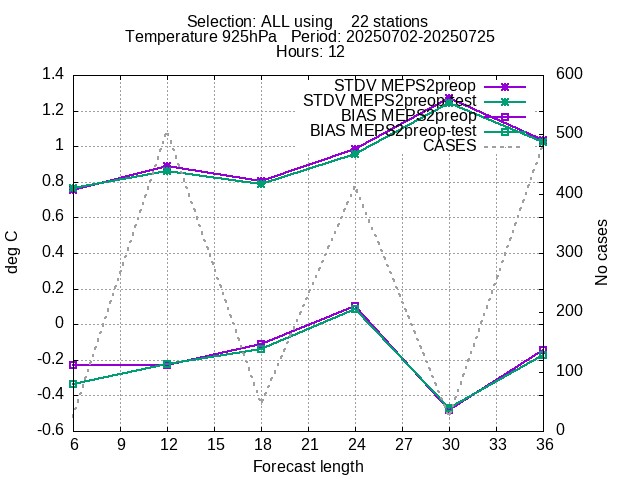 Selection: ALL using    22 stations
Temperature 925hPa   Period: 20250702-20250725
Hours: 12
STDV MEPS2preop
STDV MEPS2preop-test
BIAS MEPS2preop
BIAS MEPS2preop-test
CASES
1.4
1.2
1
0.8
0.6
0.4
0.2
0
-0.2
-0.4
-0.6
deg C
600
500
400
300
200
100
0
No cases
6 9 12 15 18 21 24 27 30 33 36
Forecast length